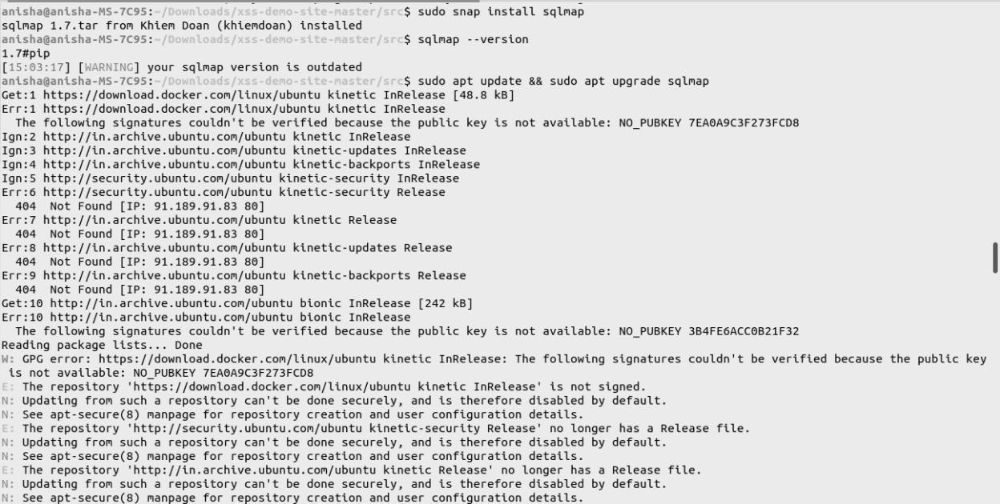 anisha@anisha-MS-7C95:~/Downloads/xss-demo-site-master/src$ sudo snap install sqlmap
sqlmap 1.7.tar from Khiem Doan (khiemdoan) installed
anisha@anisha-MS-7C95:~/Downloads/xss-demo-site-master/src$ sqlmap --version
1.7#pip
[15:03:17] [WARNING] your sqlmap version is outdated
anisha@anisha-MS-7C95:~/Downloads/xss-demo-site-master/src$ sudo apt update && sudo apt upgrade sqlmap
Get:1 https://download.docker.com/linux/ubuntu kinetic InRelease [48.8 kB]
Err:1 https://download.docker.com/linux/ubuntu kinetic InRelease
  The following signatures couldn't be verified because the public key is not available: NO_PUBKEY 7EA0A9C3F273FCD8
Ign:2 http://in.archive.ubuntu.com/ubuntu kinetic InRelease
Ign:3 http://in.archive.ubuntu.com/ubuntu kinetic-updates InRelease
Ign:4 http://in.archive.ubuntu.com/ubuntu kinetic-backports InRelease
Ign:5 http://security.ubuntu.com/ubuntu kinetic-security InRelease
Err:6 http://security.ubuntu.com/ubuntu kinetic-security Release
  404  Not Found [IP: 91.189.91.83 80]
Err:7 http://in.archive.ubuntu.com/ubuntu kinetic Release
  404  Not Found [IP: 91.189.91.83 80]
Err:8 http://in.archive.ubuntu.com/ubuntu kinetic-updates Release
  404  Not Found [IP: 91.189.91.83 80]
Err:9 http://in.archive.ubuntu.com/ubuntu kinetic-backports Release
  404  Not Found [IP: 91.189.91.83 80]
Get:10 http://in.archive.ubuntu.com/ubuntu bionic InRelease [242 kB]
Err:10 http://in.archive.ubuntu.com/ubuntu bionic InRelease
  The following signatures couldn't be verified because the public key is not available: NO_PUBKEY 3B4FE6ACC0B21F32
Reading package lists... Done
W: GPG error: https://download.docker.com/linux/ubuntu kinetic InRelease: The following signatures couldn't be verified because the public key
 is not available: NO_PUBKEY 7EA0A9C3F273FCD8
E: The repository 'https://download.docker.com/linux/ubuntu kinetic InRelease' is not signed.
N: Updating from such a repository can't be done securely, and is therefore disabled by default.
N: See apt-secure(8) manpage for repository creation and user configuration details.
E: The repository 'http://security.ubuntu.com/ubuntu kinetic-security Release' no longer has a Release file.
N: Updating from such a repository can't be done securely, and is therefore disabled by default.
N: See apt-secure(8) manpage for repository creation and user configuration details.
E: The repository 'http://in.archive.ubuntu.com/ubuntu kinetic Release' no longer has a Release file.
N: Updating from such a repository can't be done securely, and is therefore disabled by default.
N: See apt-secure(8) manpage for repository creation and user configuration details.